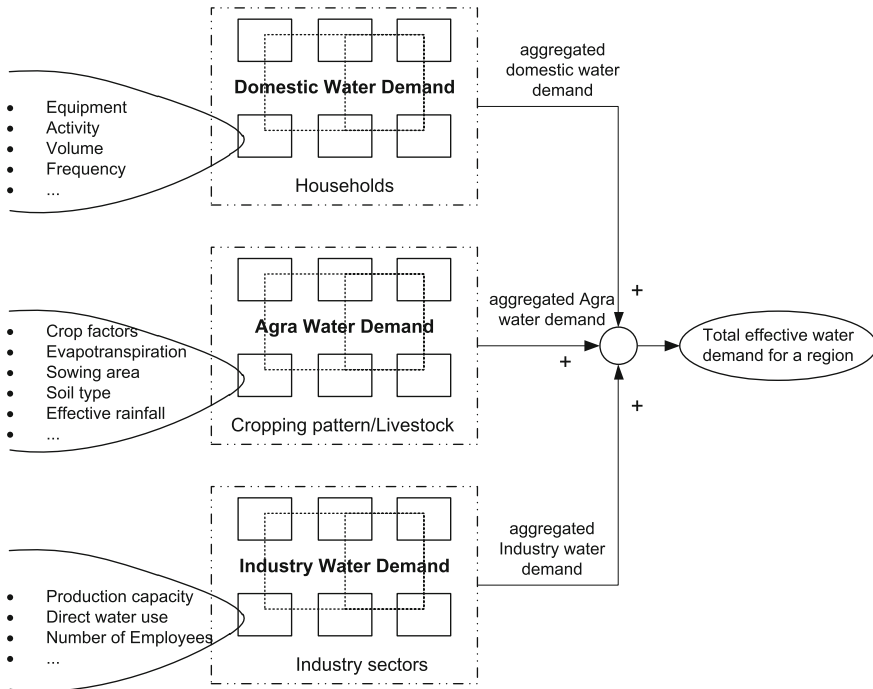 • Equipment
• Activity
• Volume
• Frequency
• ...
Domestic Water Demand
Households
aggregated
domestic water
demand
• Crop factors
• Evapotranspiration
• Sowing area
• Soil type
• Effective rainfall
• ...
Agra Water Demand
Cropping pattern/Livestock
aggregated Agra
water demand
+
+
+
Total effective water
demand for a region
• Production capacity
• Direct water use
• Number of Employees
• ...
Industry Water Demand
Industry sectors
aggregated
Industry water
demand